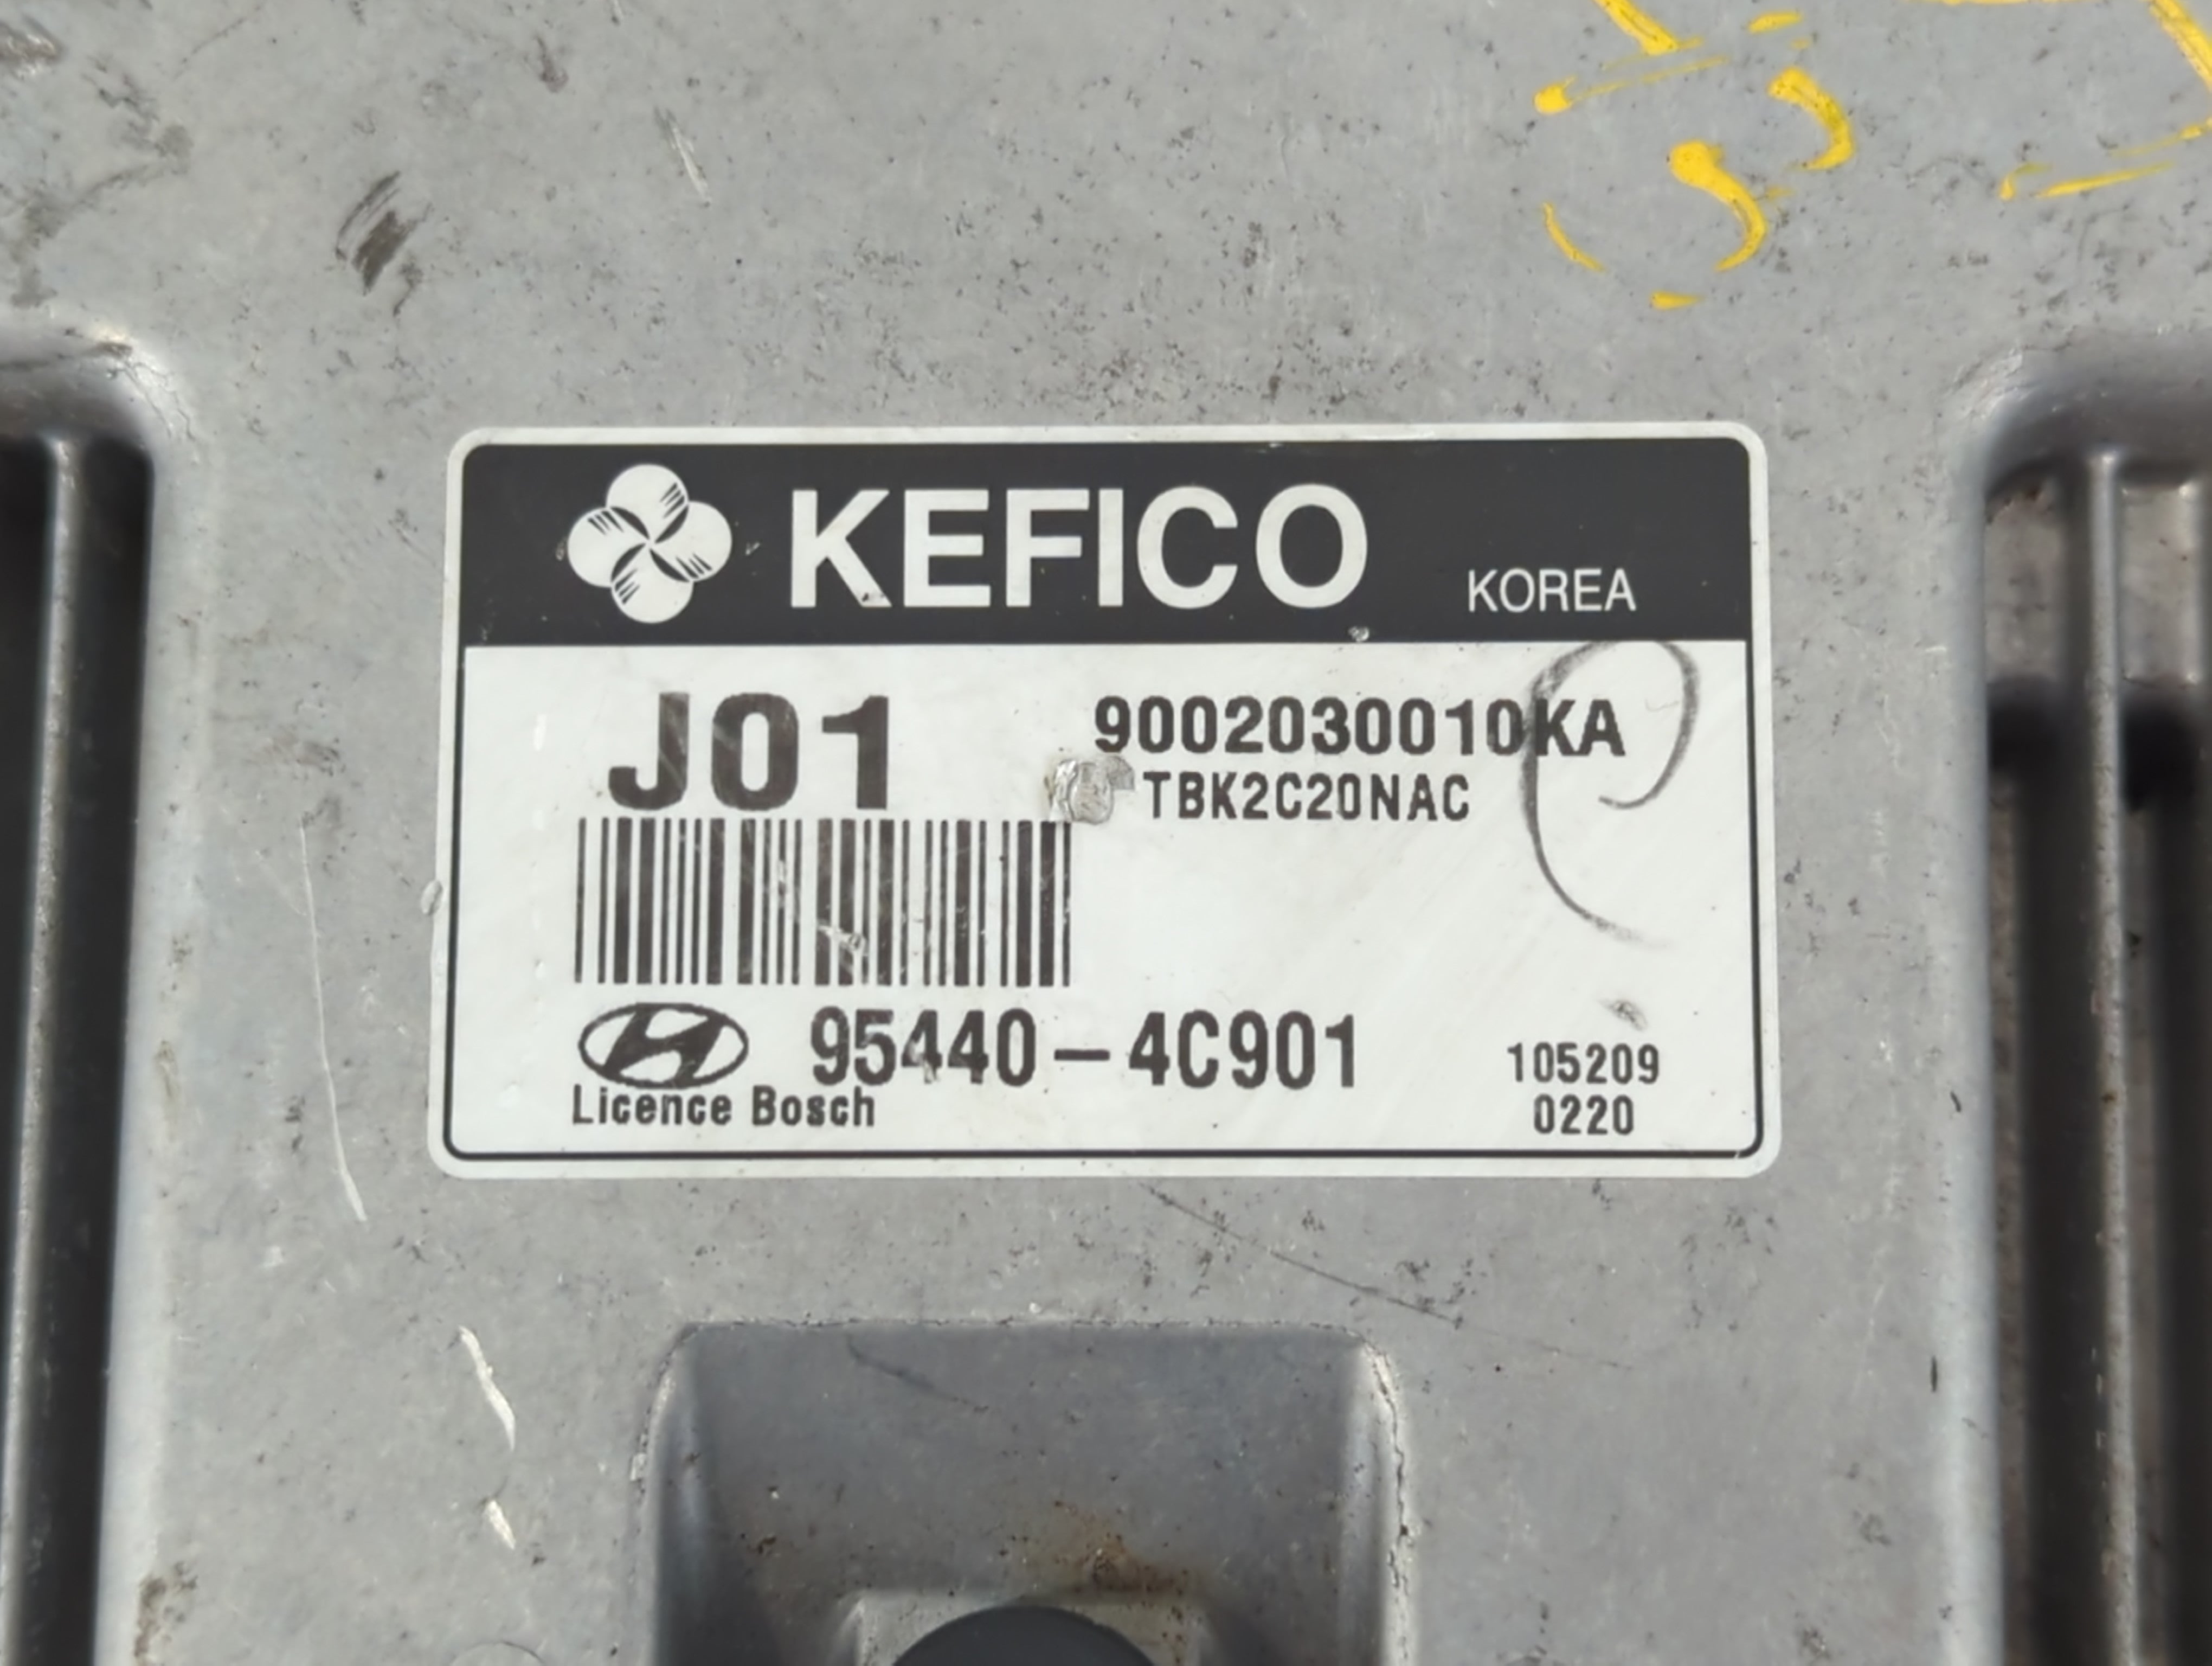 KEFICO KOREA
J01 9002030010KA
TBK2C20NAC
95440-4C901 105209
Licence Bosch 0220